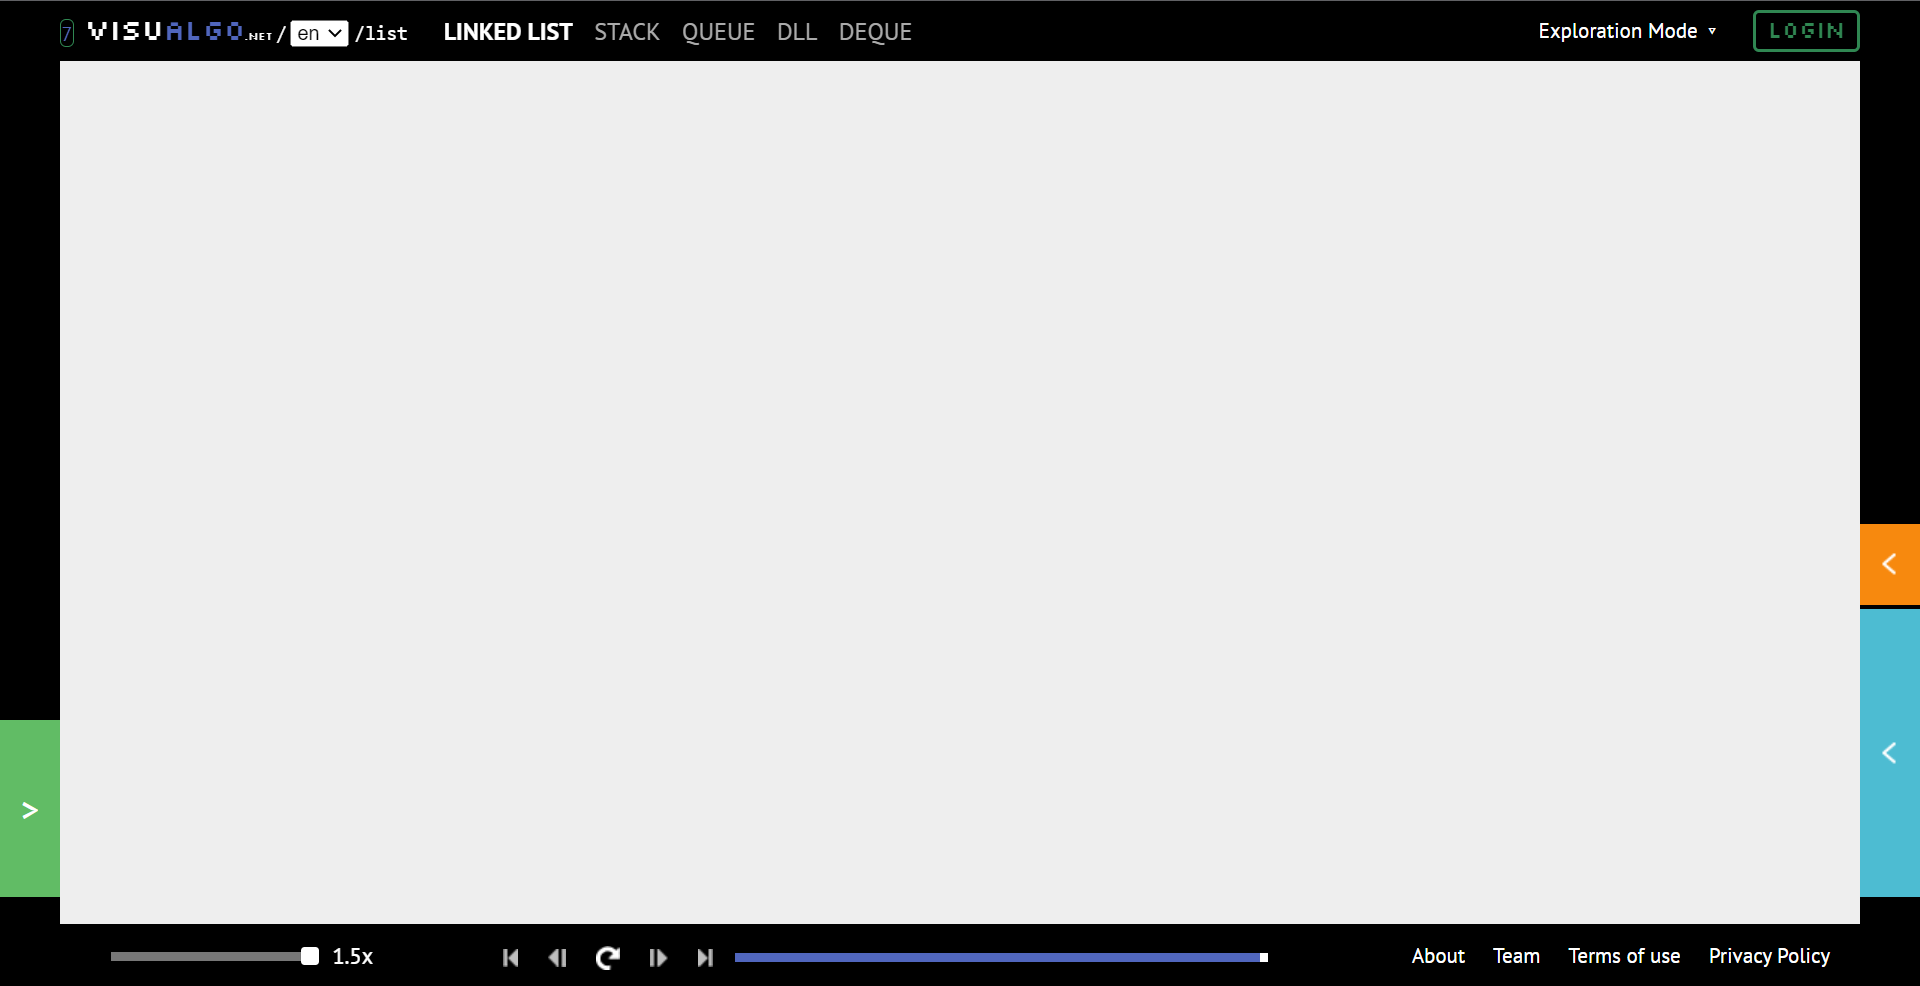 7 VISUALGO.NET / en /list LINKED LIST STACK QUEUE DLL DEQUE Exploration Mode ▾ LOGIN
<
<
>
1.5x About Team Terms of use Privacy Policy